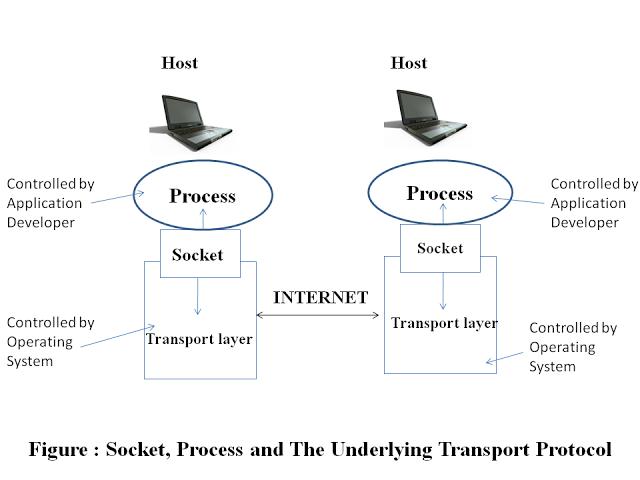 Host
Host
Controlled by
Application
Developer
Process
Process
Controlled by
Application
Developer
Socket
Socket
INTERNET
Controlled by
Operating
System
Transport layer
Transport layer
Controlled by
Operating
System
Figure : Socket, Process and The Underlying Transport Protocol